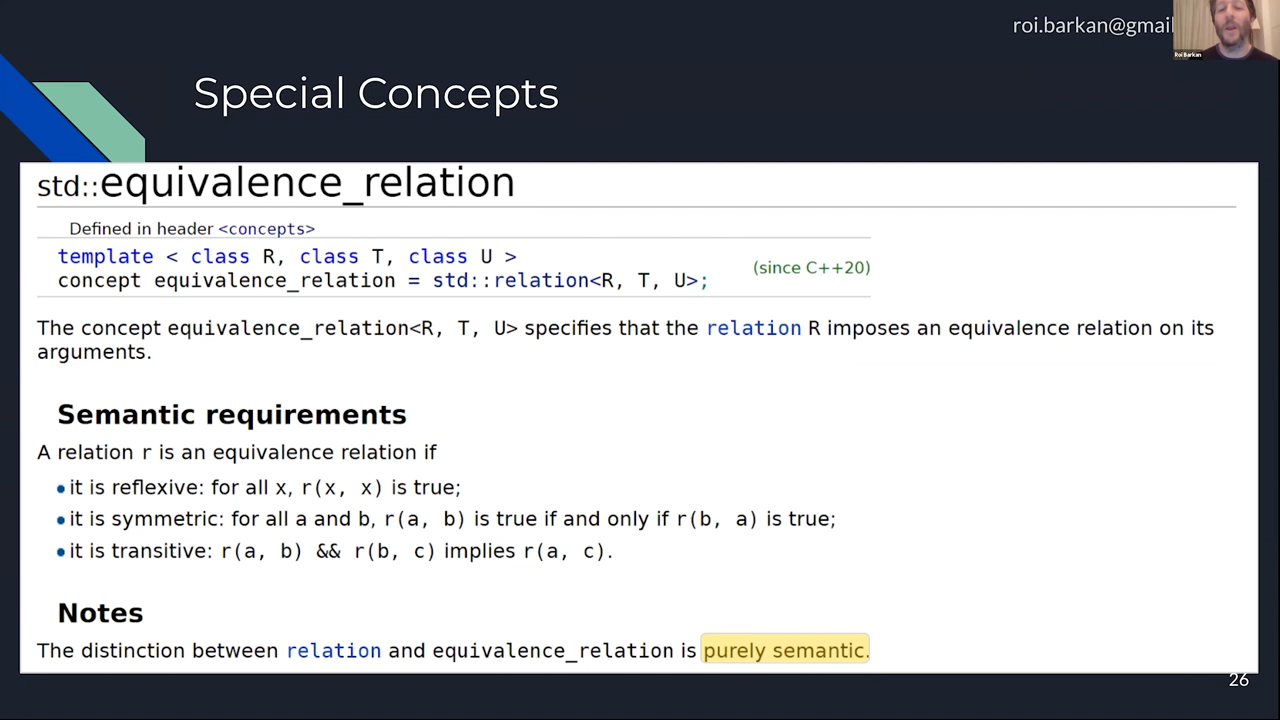 roi.barkan@gmail
Roi Barkan
Special Concepts
std::equivalence_relation
Defined in header <concepts>
template < class R, class T, class U >
concept equivalence_relation = std::relation<R, T, U>;
(since C++20)
The concept equivalence_relation<R, T, U> specifies that the relation R imposes an equivalence relation on its
arguments.
Semantic requirements
A relation r is an equivalence relation if
•it is reflexive: for all x, r(x, x) is true;
•it is symmetric: for all a and b, r(a, b) is true if and only if r(b, a) is true;
•it is transitive: r(a, b) && r(b, c) implies r(a, c).
Notes
The distinction between relation and equivalence_relation is purely semantic.
26